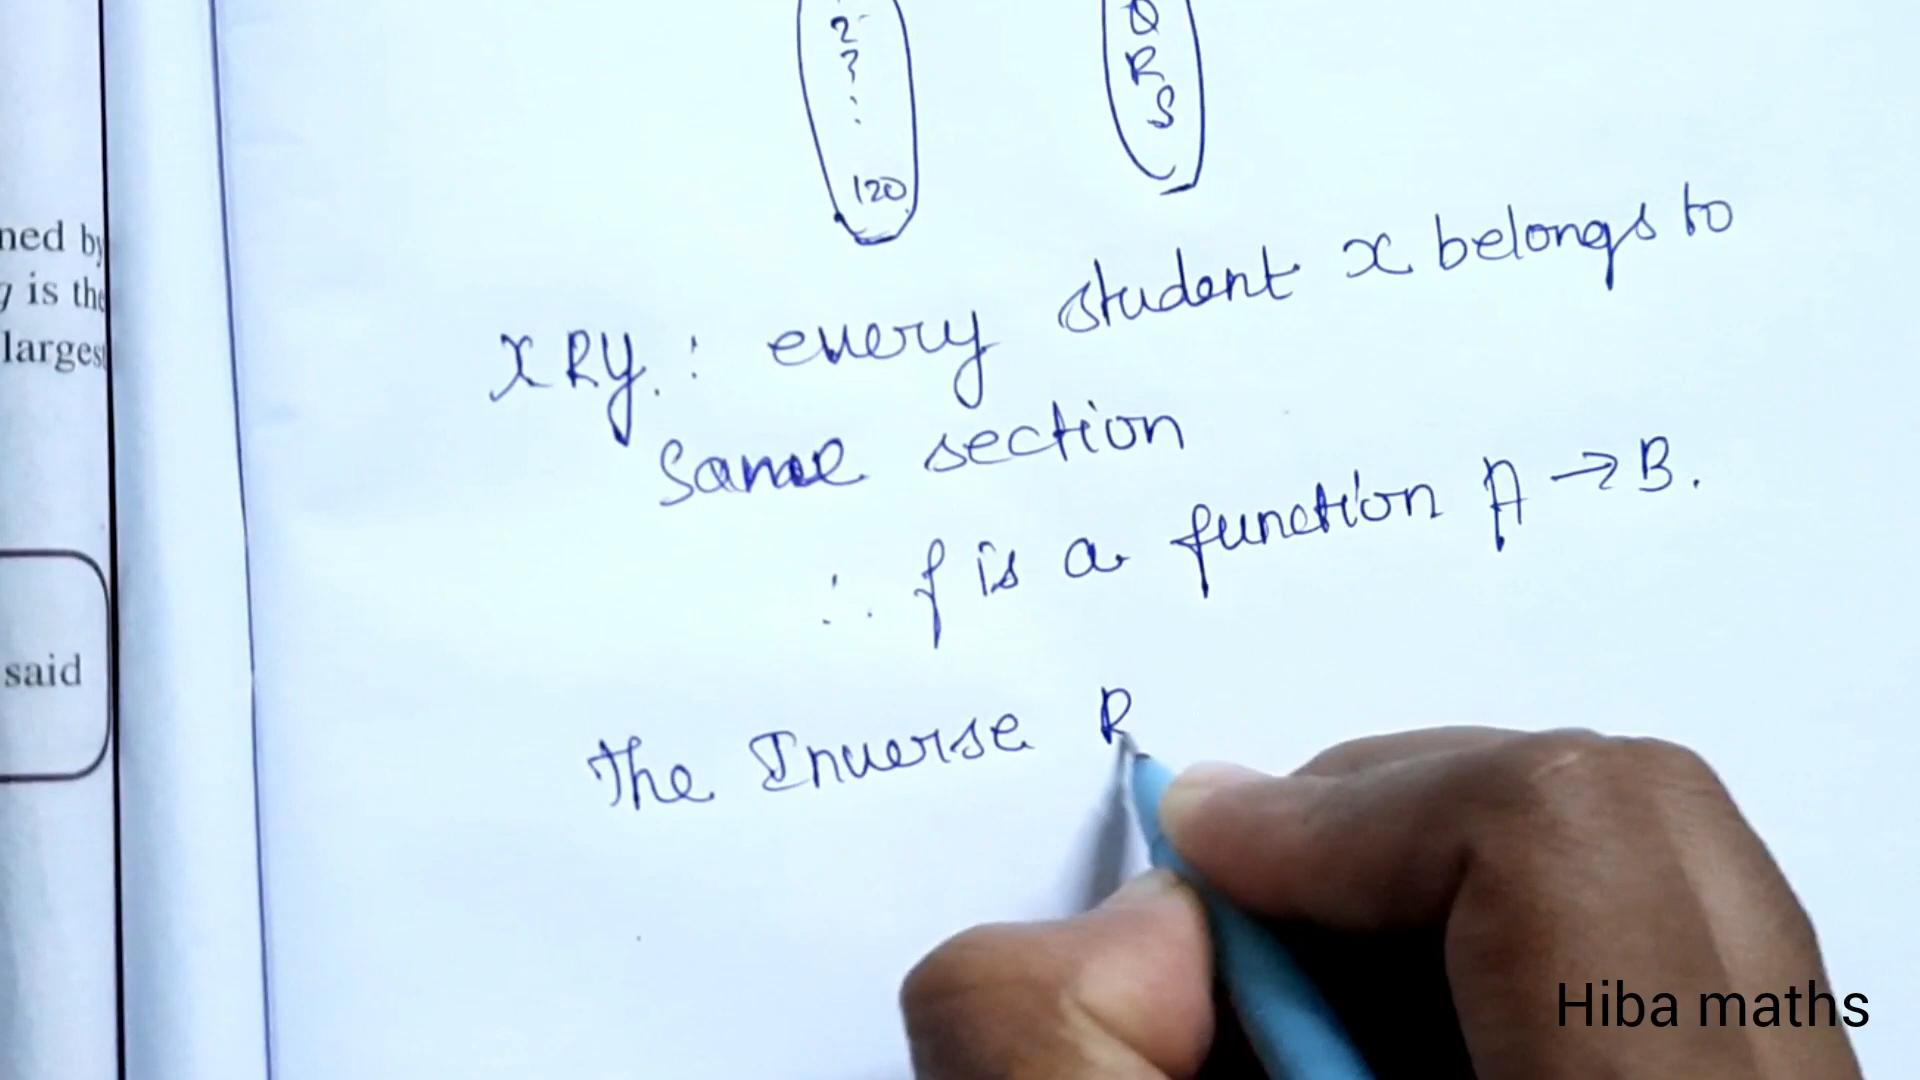 2
3
:
120
Q
R
S
ned by
y is the
larges
said
x R y : every student x belongs to
same section
∴ f is a function A → B.
The Inverse R
Hiba maths